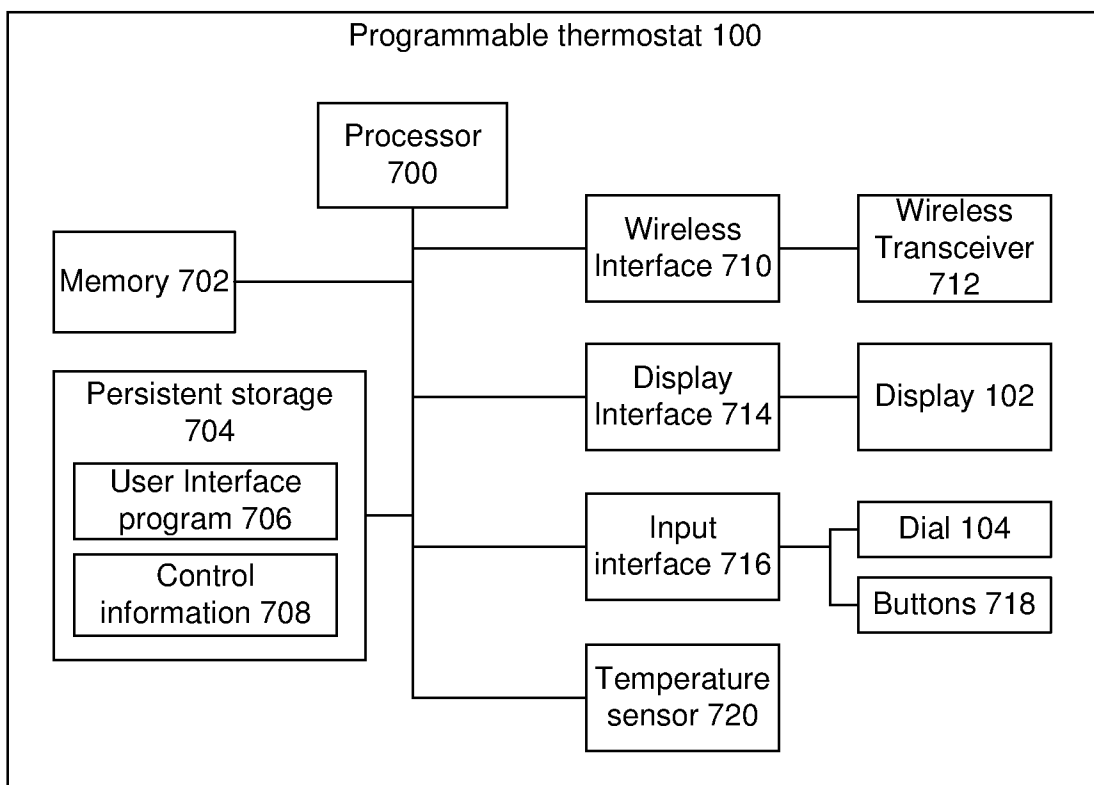 Programmable thermostat 100
Processor
700
Memory 702
Persistent storage
704
User Interface
program 706
Control
information 708
Wireless
Interface 710
Wireless
Transceiver
712
Display
Interface 714
Display 102
Input
interface 716
Dial 104
Buttons 718
Temperature
sensor 720